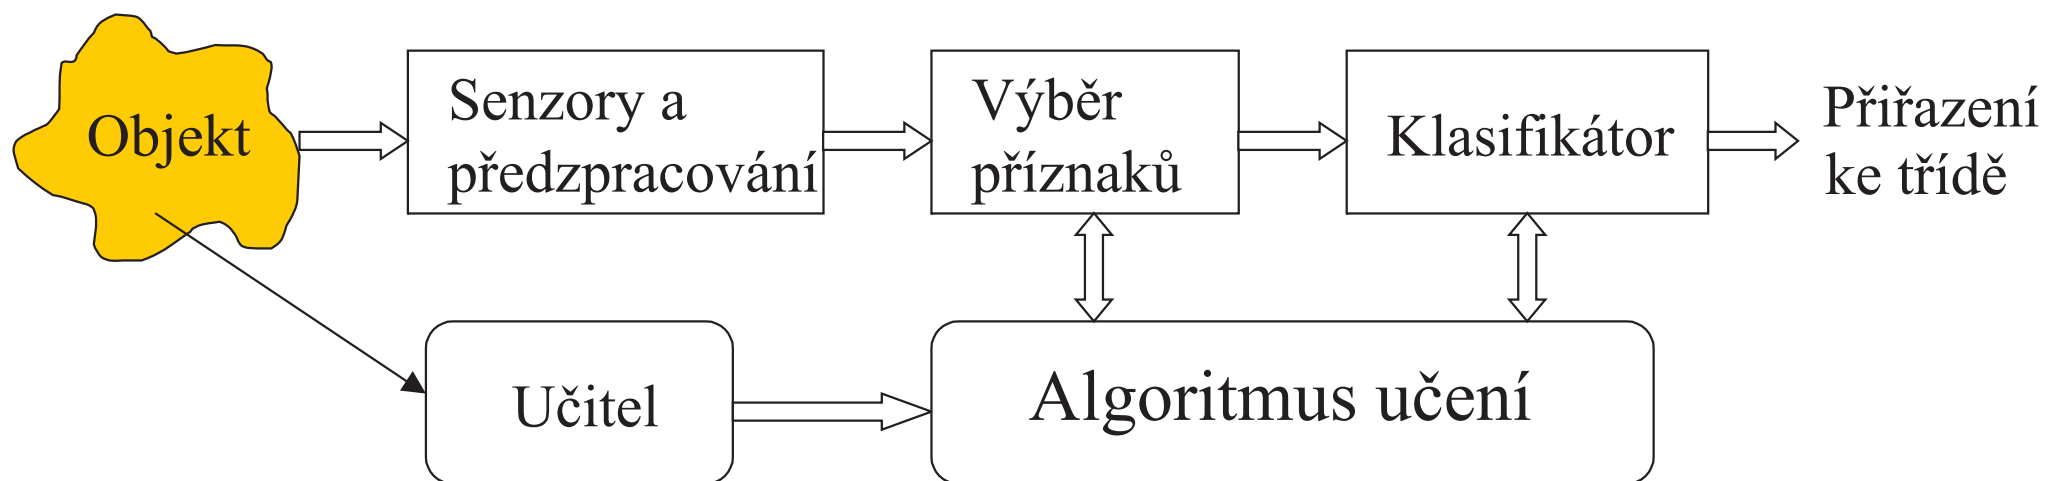 Objekt
Senzory a
předzpracování
Výběr
příznaků
Klasifikátor
Přiřazení
ke třídě
Učitel
Algoritmus učení